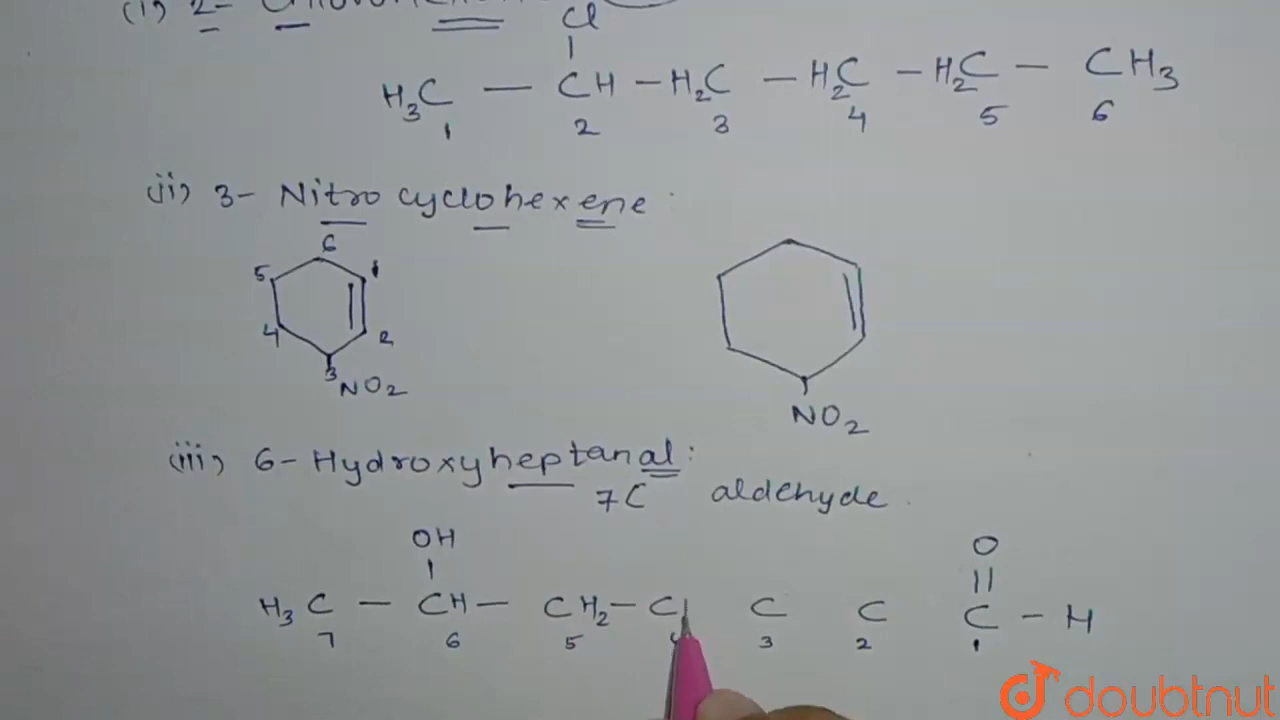 (i) 2-
Cl
H3C — CH — H2C — H2C — H2C — CH3
1 2 3 4 5 6
(ii) 3- Nitro cyclohexene
6
5 1
4 2
3
NO2
NO2
(iii) 6-Hydroxyheptanal:
7C aldehyde.
OH O
H3C — CH — CH2 — C C C C — H
7 6 5 3 2 1
doubtnut